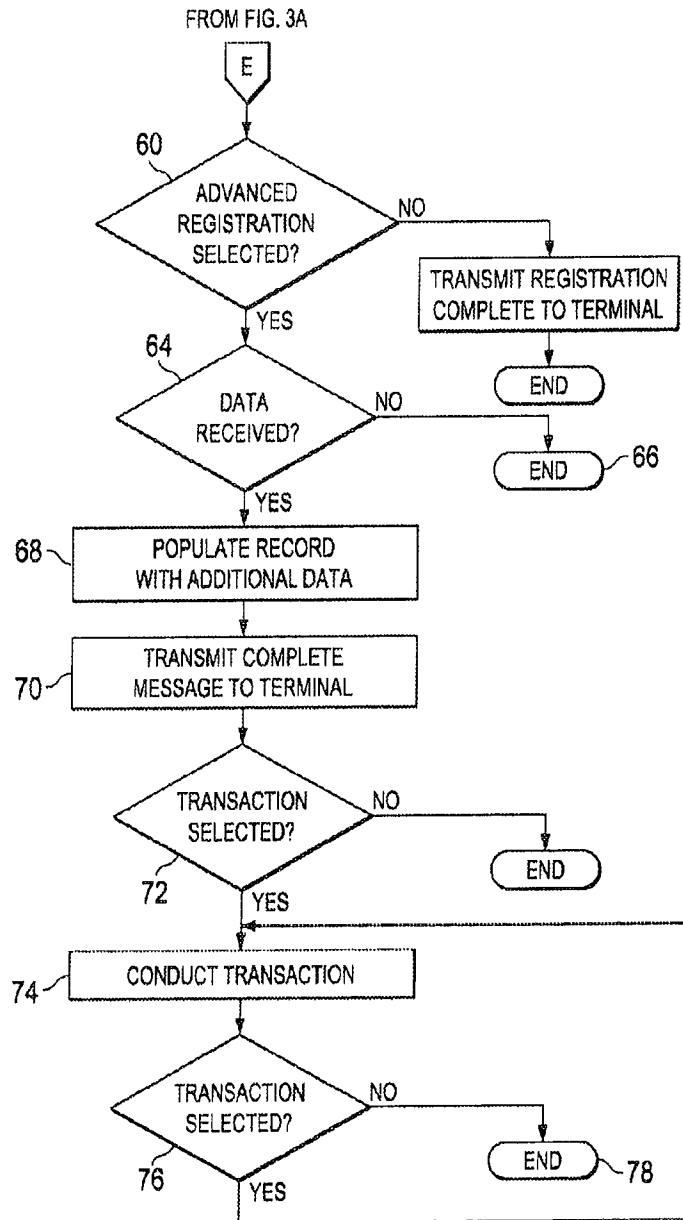 FROM FIG. 3A
E
60
ADVANCED
REGISTRATION
SELECTED?
NO
TRANSMIT REGISTRATION
COMPLETE TO TERMINAL
END
YES
64
DATA
RECEIVED?
NO
END
66
YES
68
POPULATE RECORD
WITH ADDITIONAL DATA
70
TRANSMIT COMPLETE
MESSAGE TO TERMINAL
TRANSACTION
SELECTED?
NO
END
72
YES
74
CONDUCT TRANSACTION
TRANSACTION
SELECTED?
NO
END
78
76
YES